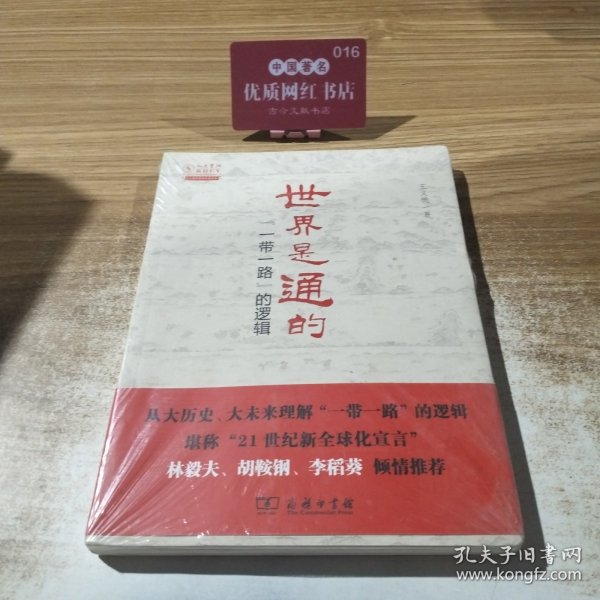 016
中国著名
优质网红书店
古今文献书店
世界是通的
“一带一路”的逻辑
王义桅 著
从大历史、大未来理解“一带一路”的逻辑
堪称“21世纪新全球化宣言”
林毅夫、胡鞍钢、李稻葵 倾情推荐
商务印书馆
The Commercial Press
孔夫子旧书网
www.kongfz.com